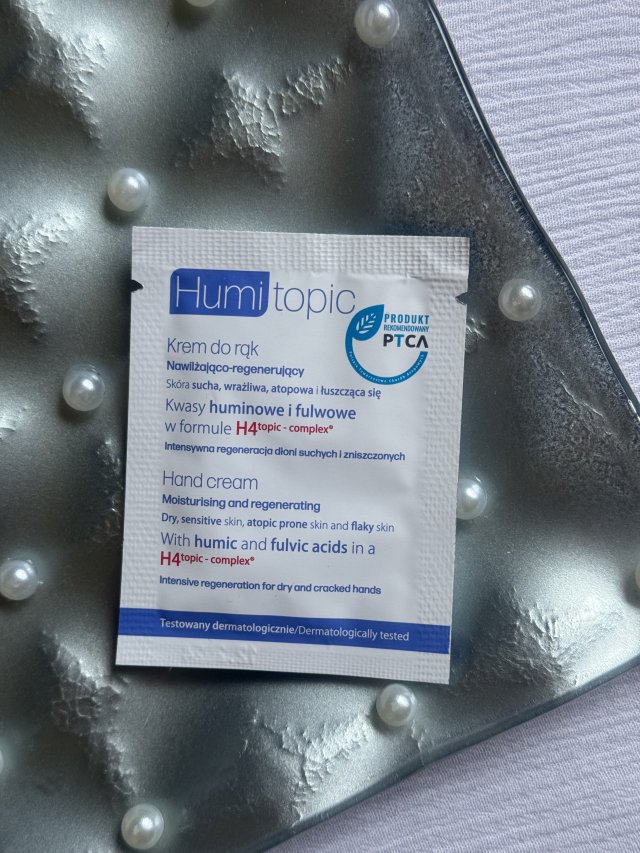 Humi topic
PRODUKT
REKOMENDOWANY
PTCA
Krem do rąk
Nawilżająco-regenerujący
Skóra sucha, wrażliwa, atopowa i łuszcząca się
Kwasy huminowe i fulwowe
w formule H4topic - complex®
Intensywna regeneracja dłoni suchych i zniszczonych
Hand cream
Moisturising and regenerating
Dry, sensitive skin, atopic prone skin and flaky skin
With humic and fulvic acids in a
H4topic - complex®
Intensive regeneration for dry and cracked hands
Testowany dermatologicznie/Dermatologically tested